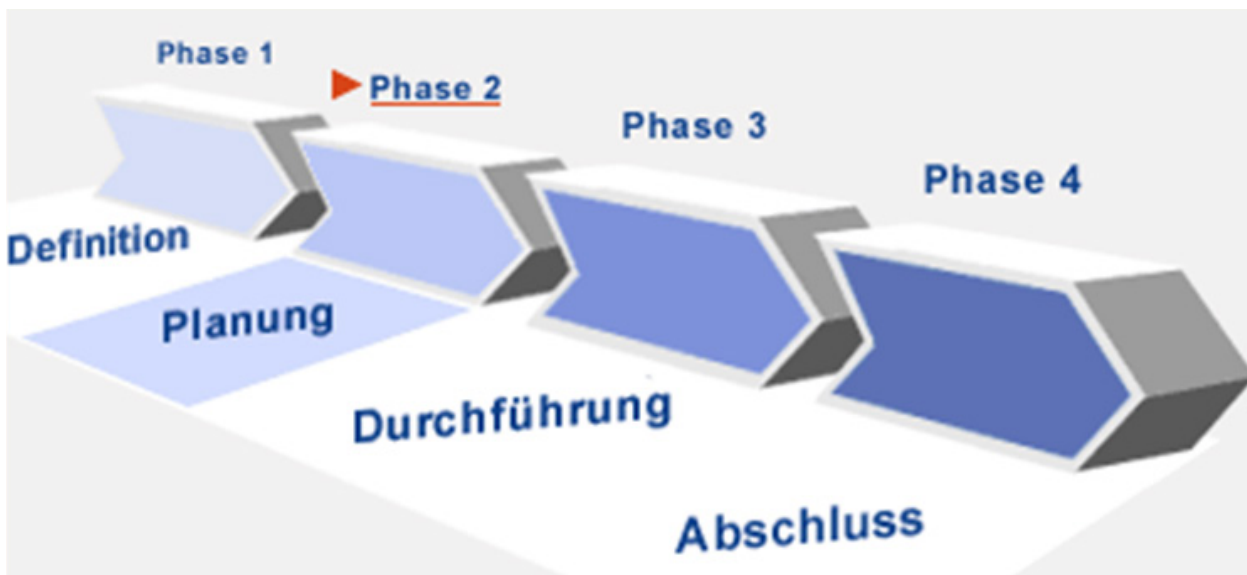 Phase 1
Phase 2
Phase 3
Phase 4
Definition
Planung
Durchführung
Abschluss